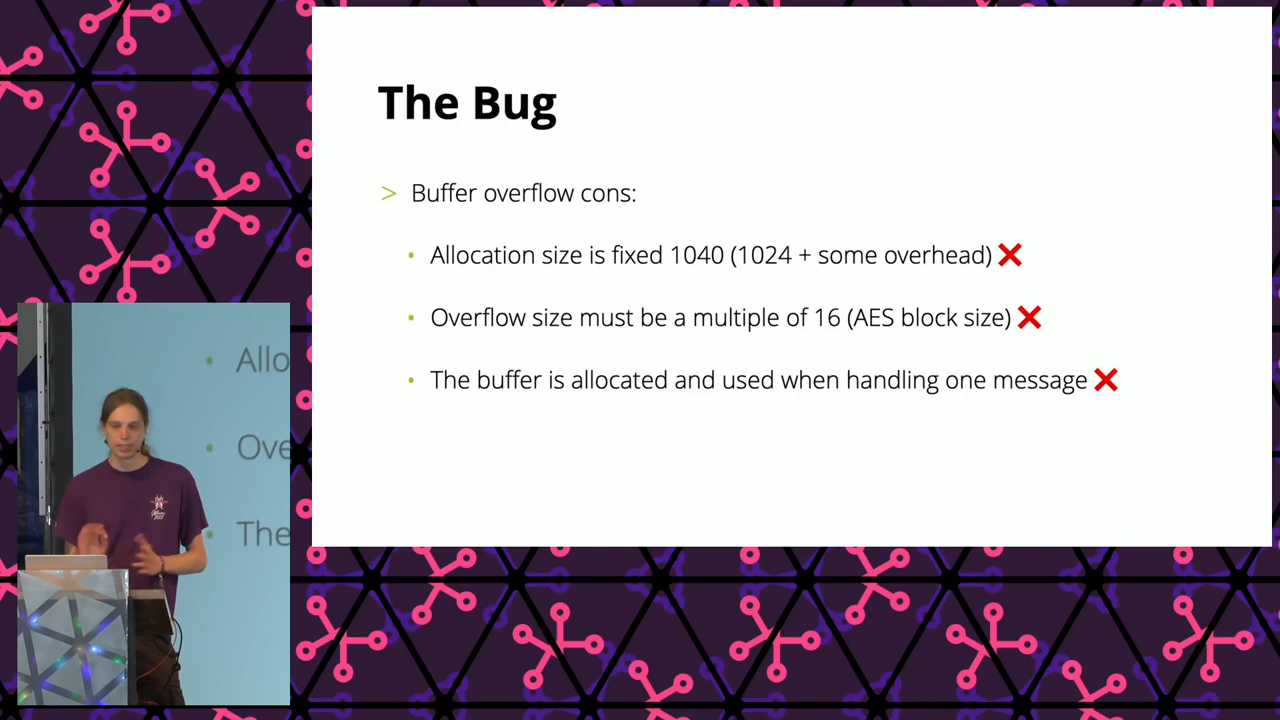 The Bug
> Buffer overflow cons:
• Allocation size is fixed 1040 (1024 + some overhead) ❌
• Overflow size must be a multiple of 16 (AES block size) ❌
• The buffer is allocated and used when handling one message ❌
• Allo
• Ove
• The